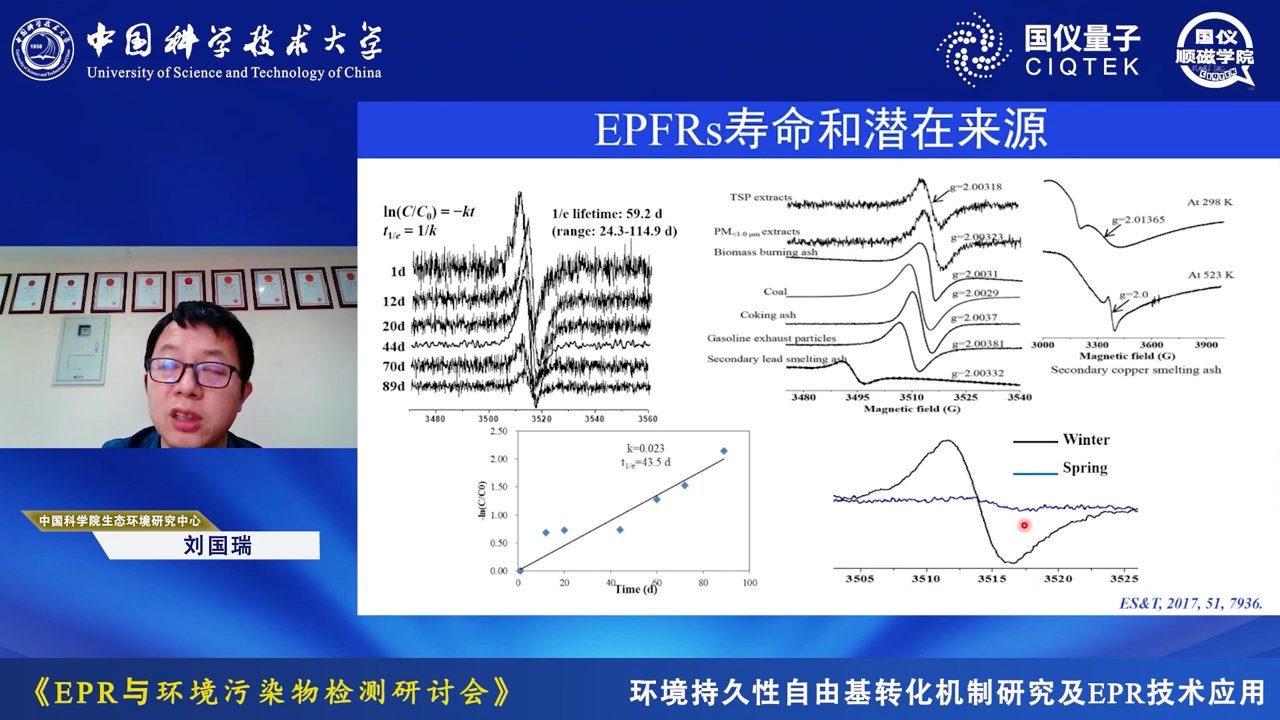 中国科学技术大学
University of Science and Technology of China
国仪量子
CIQTEK
国仪
顺磁学院
CIQTEK
EPFRs寿命和潜在来源
ln(C/C₀) = −kt
t₁/ₑ = 1/k
1/e lifetime: 59.2 d
(range: 24.3-114.9 d)
1d
12d
20d
44d
70d
89d
3480 3500 3520 3540 3560
TSP extracts
g=2.00318
PM<1.0 μm extracts
g=2.00323
Biomass burning ash
g=2.0031
Coal
g=2.0029
Coking ash
g=2.0037
Gasoline exhaust particles
g=2.00381
Secondary lead smelting ash
g=2.00332
3480 3495 3510 3525 3540
Magnetic field (G)
At 298 K
g=2.01365
At 523 K
g=2.0
3000 3300 3600 3900
Magnetic field (G)
Secondary copper smelting ash
2.50
2.00
1.50
1.00
0.50
0.00
-ln(C/C0)
k=0.023
t₁/ₑ=43.5 d
0 20 40 60 80 100
Time (d)
Winter
Spring
3505 3510 3515 3520 3525
ES&T, 2017, 51, 7936.
中国科学院生态环境研究中心
刘国瑞
《EPR与环境污染物检测研讨会》
环境持久性自由基转化机制研究及EPR技术应用